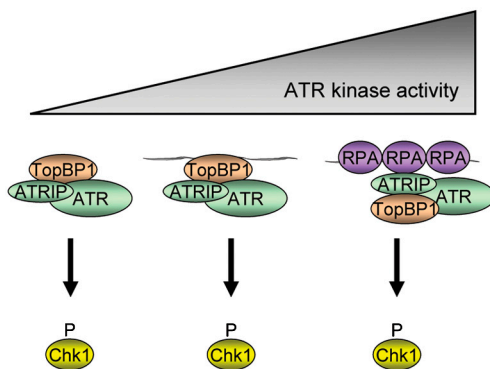 ATR kinase activity
TopBP1
ATRIP
ATR
TopBP1
ATRIP
ATR
RPA RPA RPA
ATRIP
ATR
TopBP1
P
Chk1
P
Chk1
P
Chk1